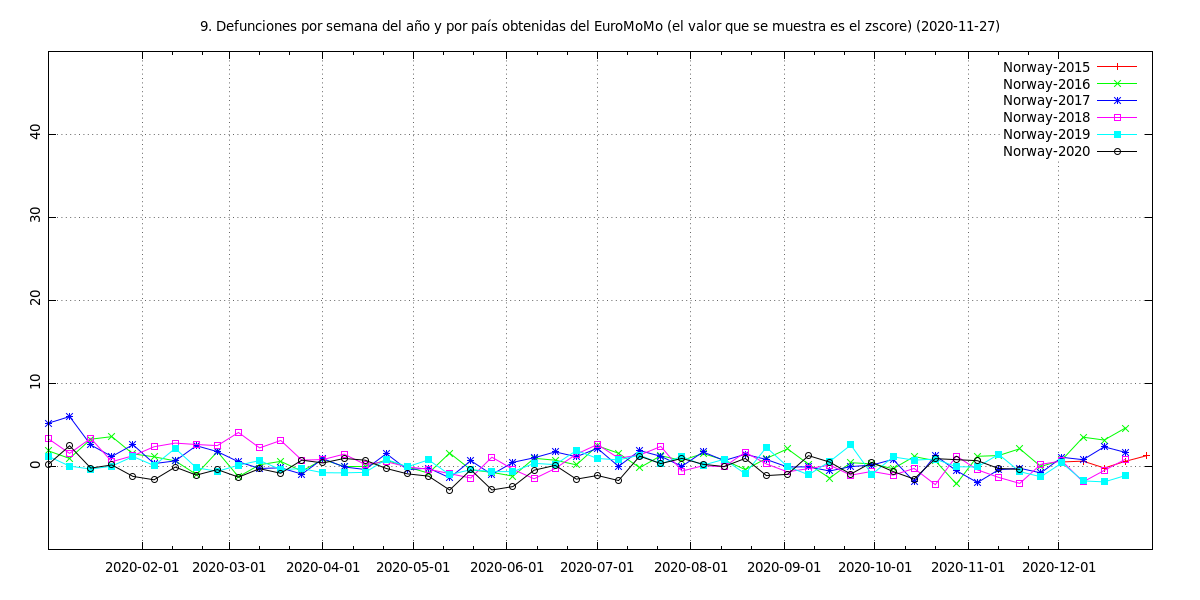 9. Defunciones por semana del año y por país obtenidas del EuroMoMo (el valor que se muestra es el zscore) (2020-11-27)
Norway-2015
Norway-2016
Norway-2017
Norway-2018
Norway-2019
Norway-2020
40
30
20
10
0
2020-02-01 2020-03-01 2020-04-01 2020-05-01 2020-06-01 2020-07-01 2020-08-01 2020-09-01 2020-10-01 2020-11-01 2020-12-01